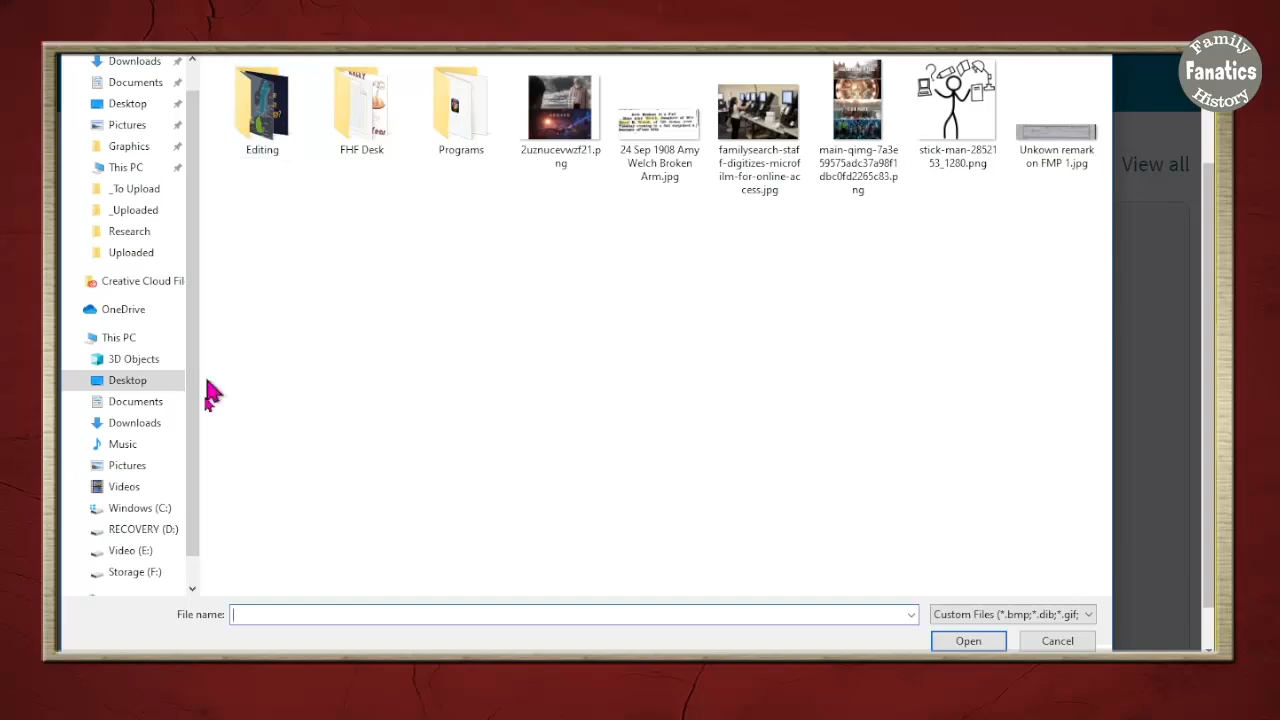 Family
Fanatics
History
Downloads
Documents
Desktop
Pictures
Graphics
This PC
_To Upload
_Uploaded
Research
Uploaded
Creative Cloud Fil
OneDrive
This PC
3D Objects
Desktop
Documents
Downloads
Music
Pictures
Videos
Windows (C:)
RECOVERY (D:)
Video (E:)
Storage (F:)
Editing
FHF Desk
Programs
2uznucevwzf21.p
ng
24 Sep 1908 Amy
Welch Broken
Arm.jpg
familysearch-staf
f-digitizes-microf
ilm-for-online-ac
cess.jpg
main-qimg-7a3e
59575adc37a98f1
dbc0fd2265c83.p
ng
stick-man-28521
53_1280.png
Unkown remark
on FMP 1.jpg
View all
File name:
Custom Files (*.bmp;*.dib;*.gif;
Open
Cancel